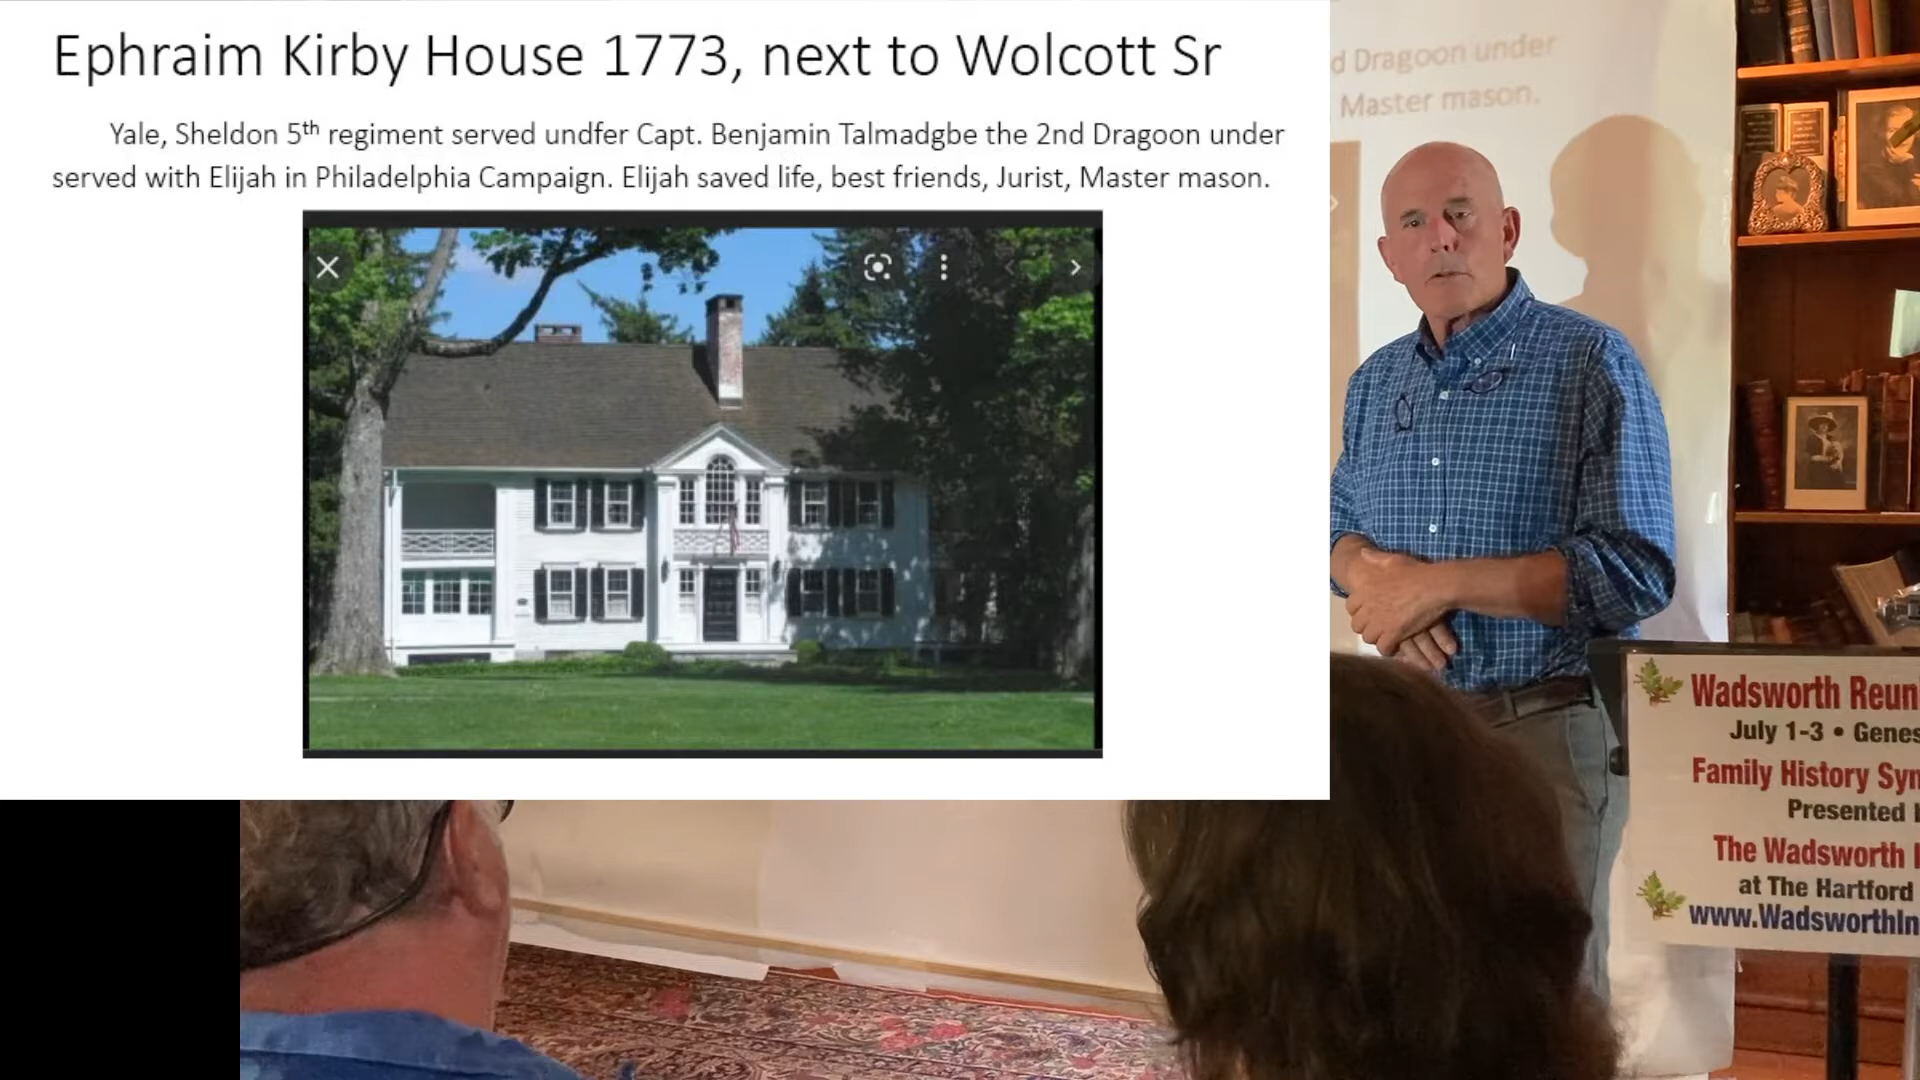 Ephraim Kirby House 1773, next to Wolcott Sr
Yale, Sheldon 5th regiment served undfer Capt. Benjamin Talmadgbe the 2nd Dragoon under
served with Elijah in Philadelphia Campaign. Elijah saved life, best friends, Jurist, Master mason.
d Dragoon under
Master mason.
Wadsworth Reun
July 1-3 • Genes
Family History Syn
Presented
The Wadsworth
at The Hartford
www.WadsworthIn